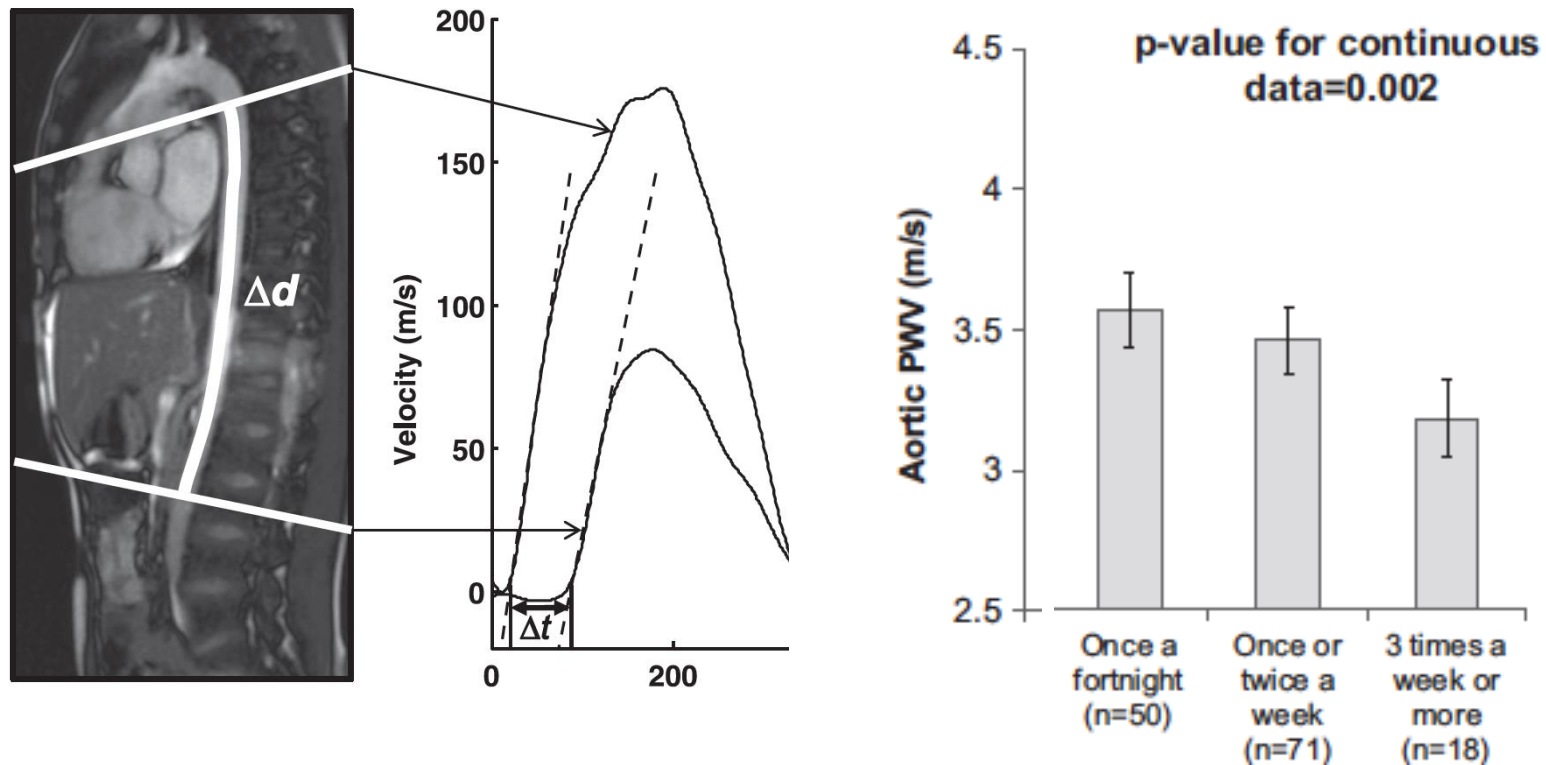 Δd
200
150
100
50
0
Velocity (m/s)
Δt
0
200
p-value for continuous
data=0.002
4.5
4
3.5
3
2.5
Aortic PWV (m/s)
Once a
fortnight
(n=50)
Once or
twice a
week
(n=71)
3 times a
week or
more
(n=18)